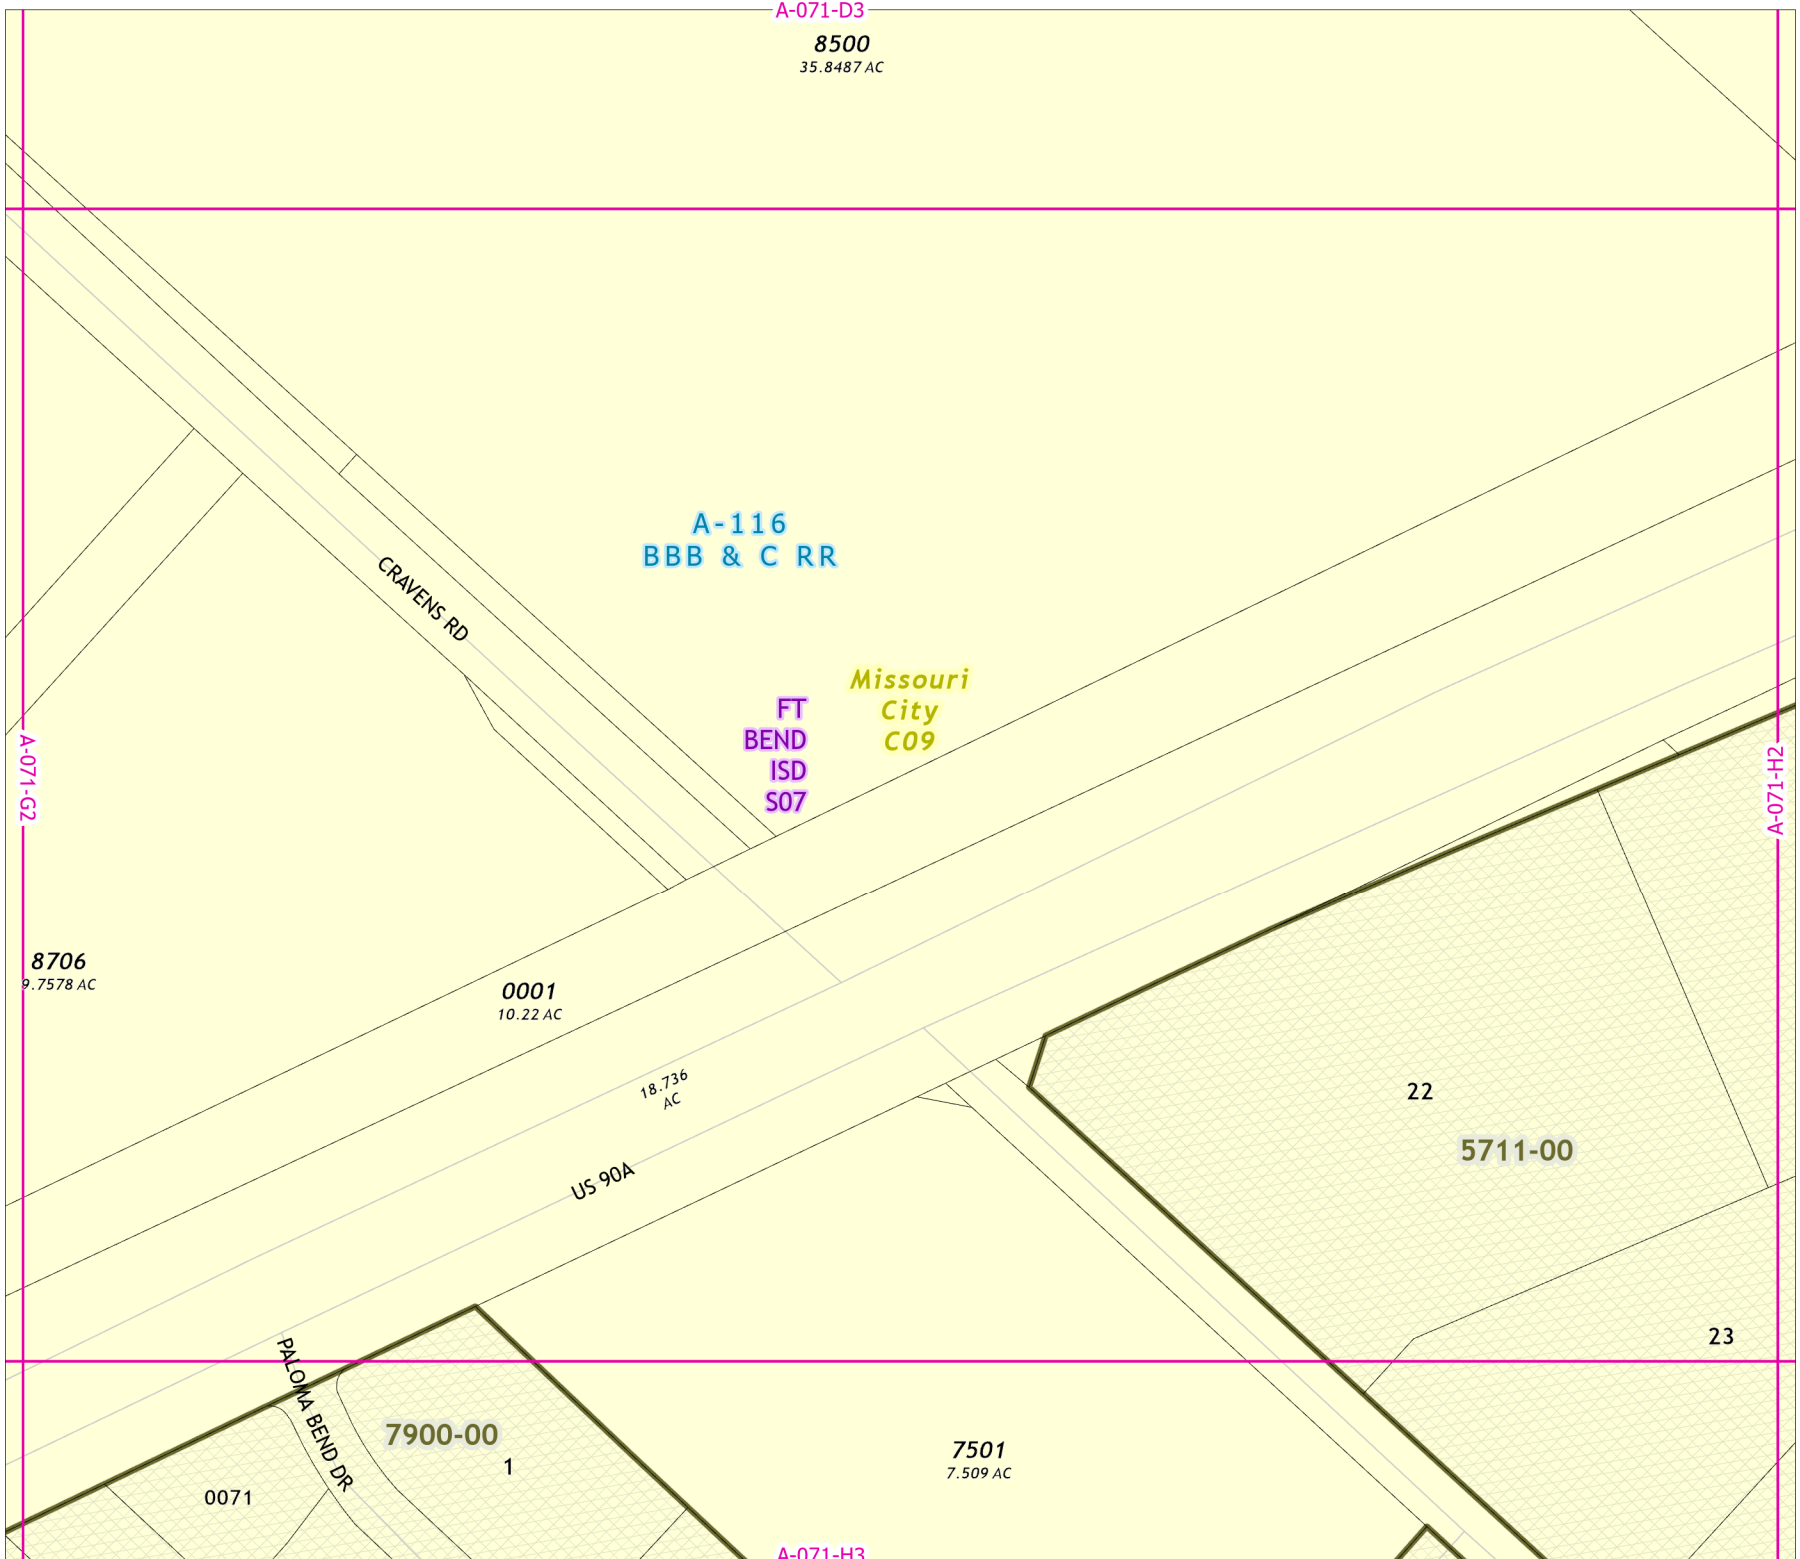 A-071-D3
8500
35.8487 AC
A-116
BBB & C RR
CRAVENS RD
Missouri
City
C09
FT
BEND
ISD
S07
A-071-G2
A-071-H2
8706
9.7578 AC
0001
10.22 AC
18.736
AC
US 90A
22
5711-00
23
PALOMA BEND DR
7900-00
1
0071
7501
7.509 AC
A-071-H3